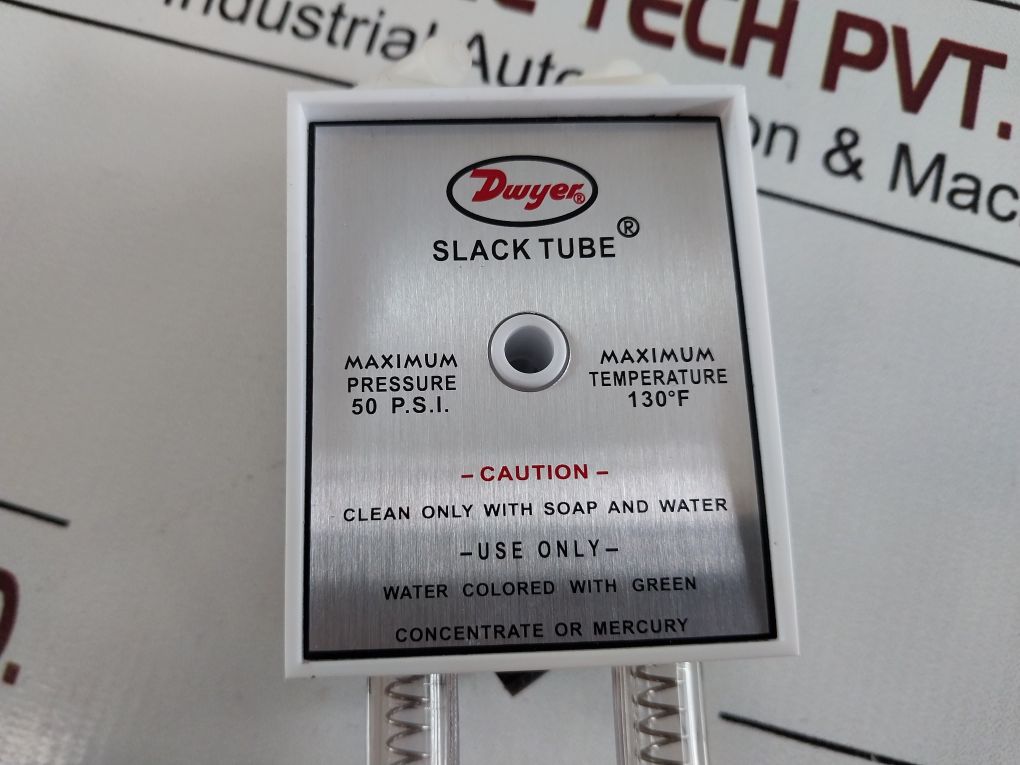 TECH PVT.
Industrial Auto
on & Mac
Dwyer®
SLACK TUBE®
MAXIMUM
PRESSURE
50 P.S.I.
MAXIMUM
TEMPERATURE
130°F
– CAUTION –
CLEAN ONLY WITH SOAP AND WATER
–USE ONLY–
WATER COLORED WITH GREEN
CONCENTRATE OR MERCURY